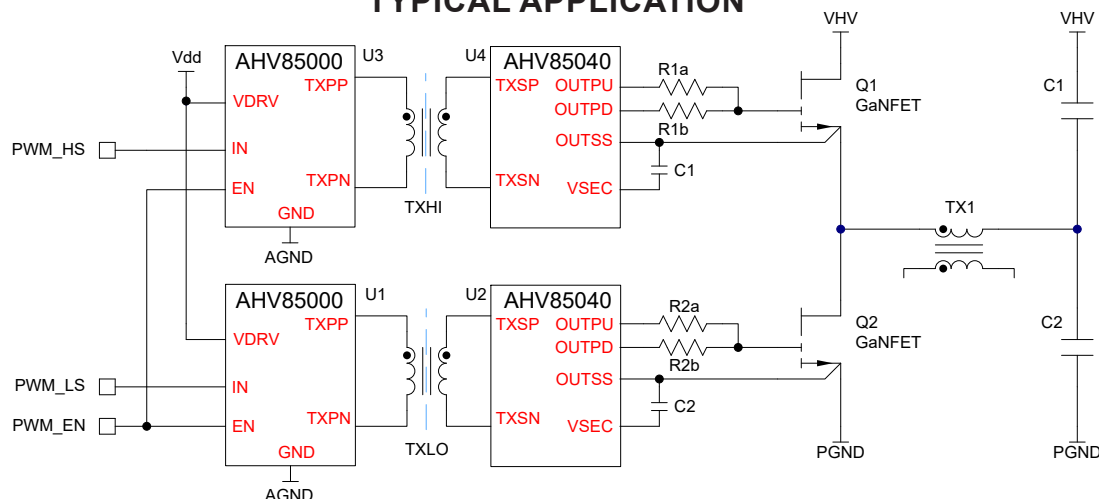 TYPICAL APPLICATION
VHV
VHV
Vdd
AHV85000
U3
U4
AHV85040
TXPP
TXSP
OUTPU
R1a
Q1
GaNFET
C1
VDRV
OUTPD
R1b
PWM_HS
IN
OUTSS
C1
EN
TXPN
TXSN
VSEC
TXHI
GND
TX1
AGND
AHV85000
U1
U2
AHV85040
TXPP
TXSP
OUTPU
R2a
Q2
GaNFET
C2
VDRV
OUTPD
R2b
PWM_LS
IN
OUTSS
C2
PWM_EN
EN
TXPN
TXSN
VSEC
TXLO
GND
PGND
PGND
AGND